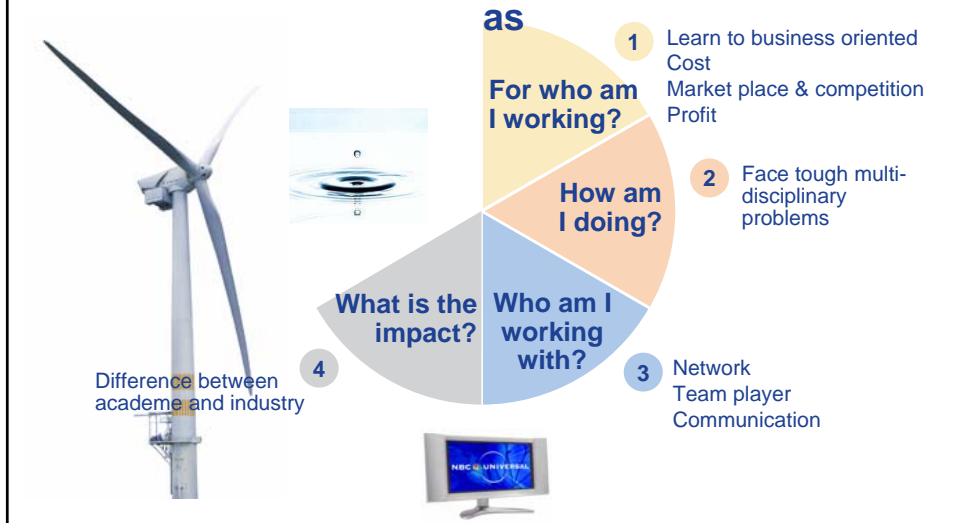 as
For who am
I working?
1
Learn to business oriented
Cost
Market place & competition
Profit
How am
I doing?
2
Face tough multi-
disciplinary
problems
Who am I
working
with?
3
Network
Team player
Communication
What is the
impact?
4
Difference between
academe and industry
NBC UNIVERSAL